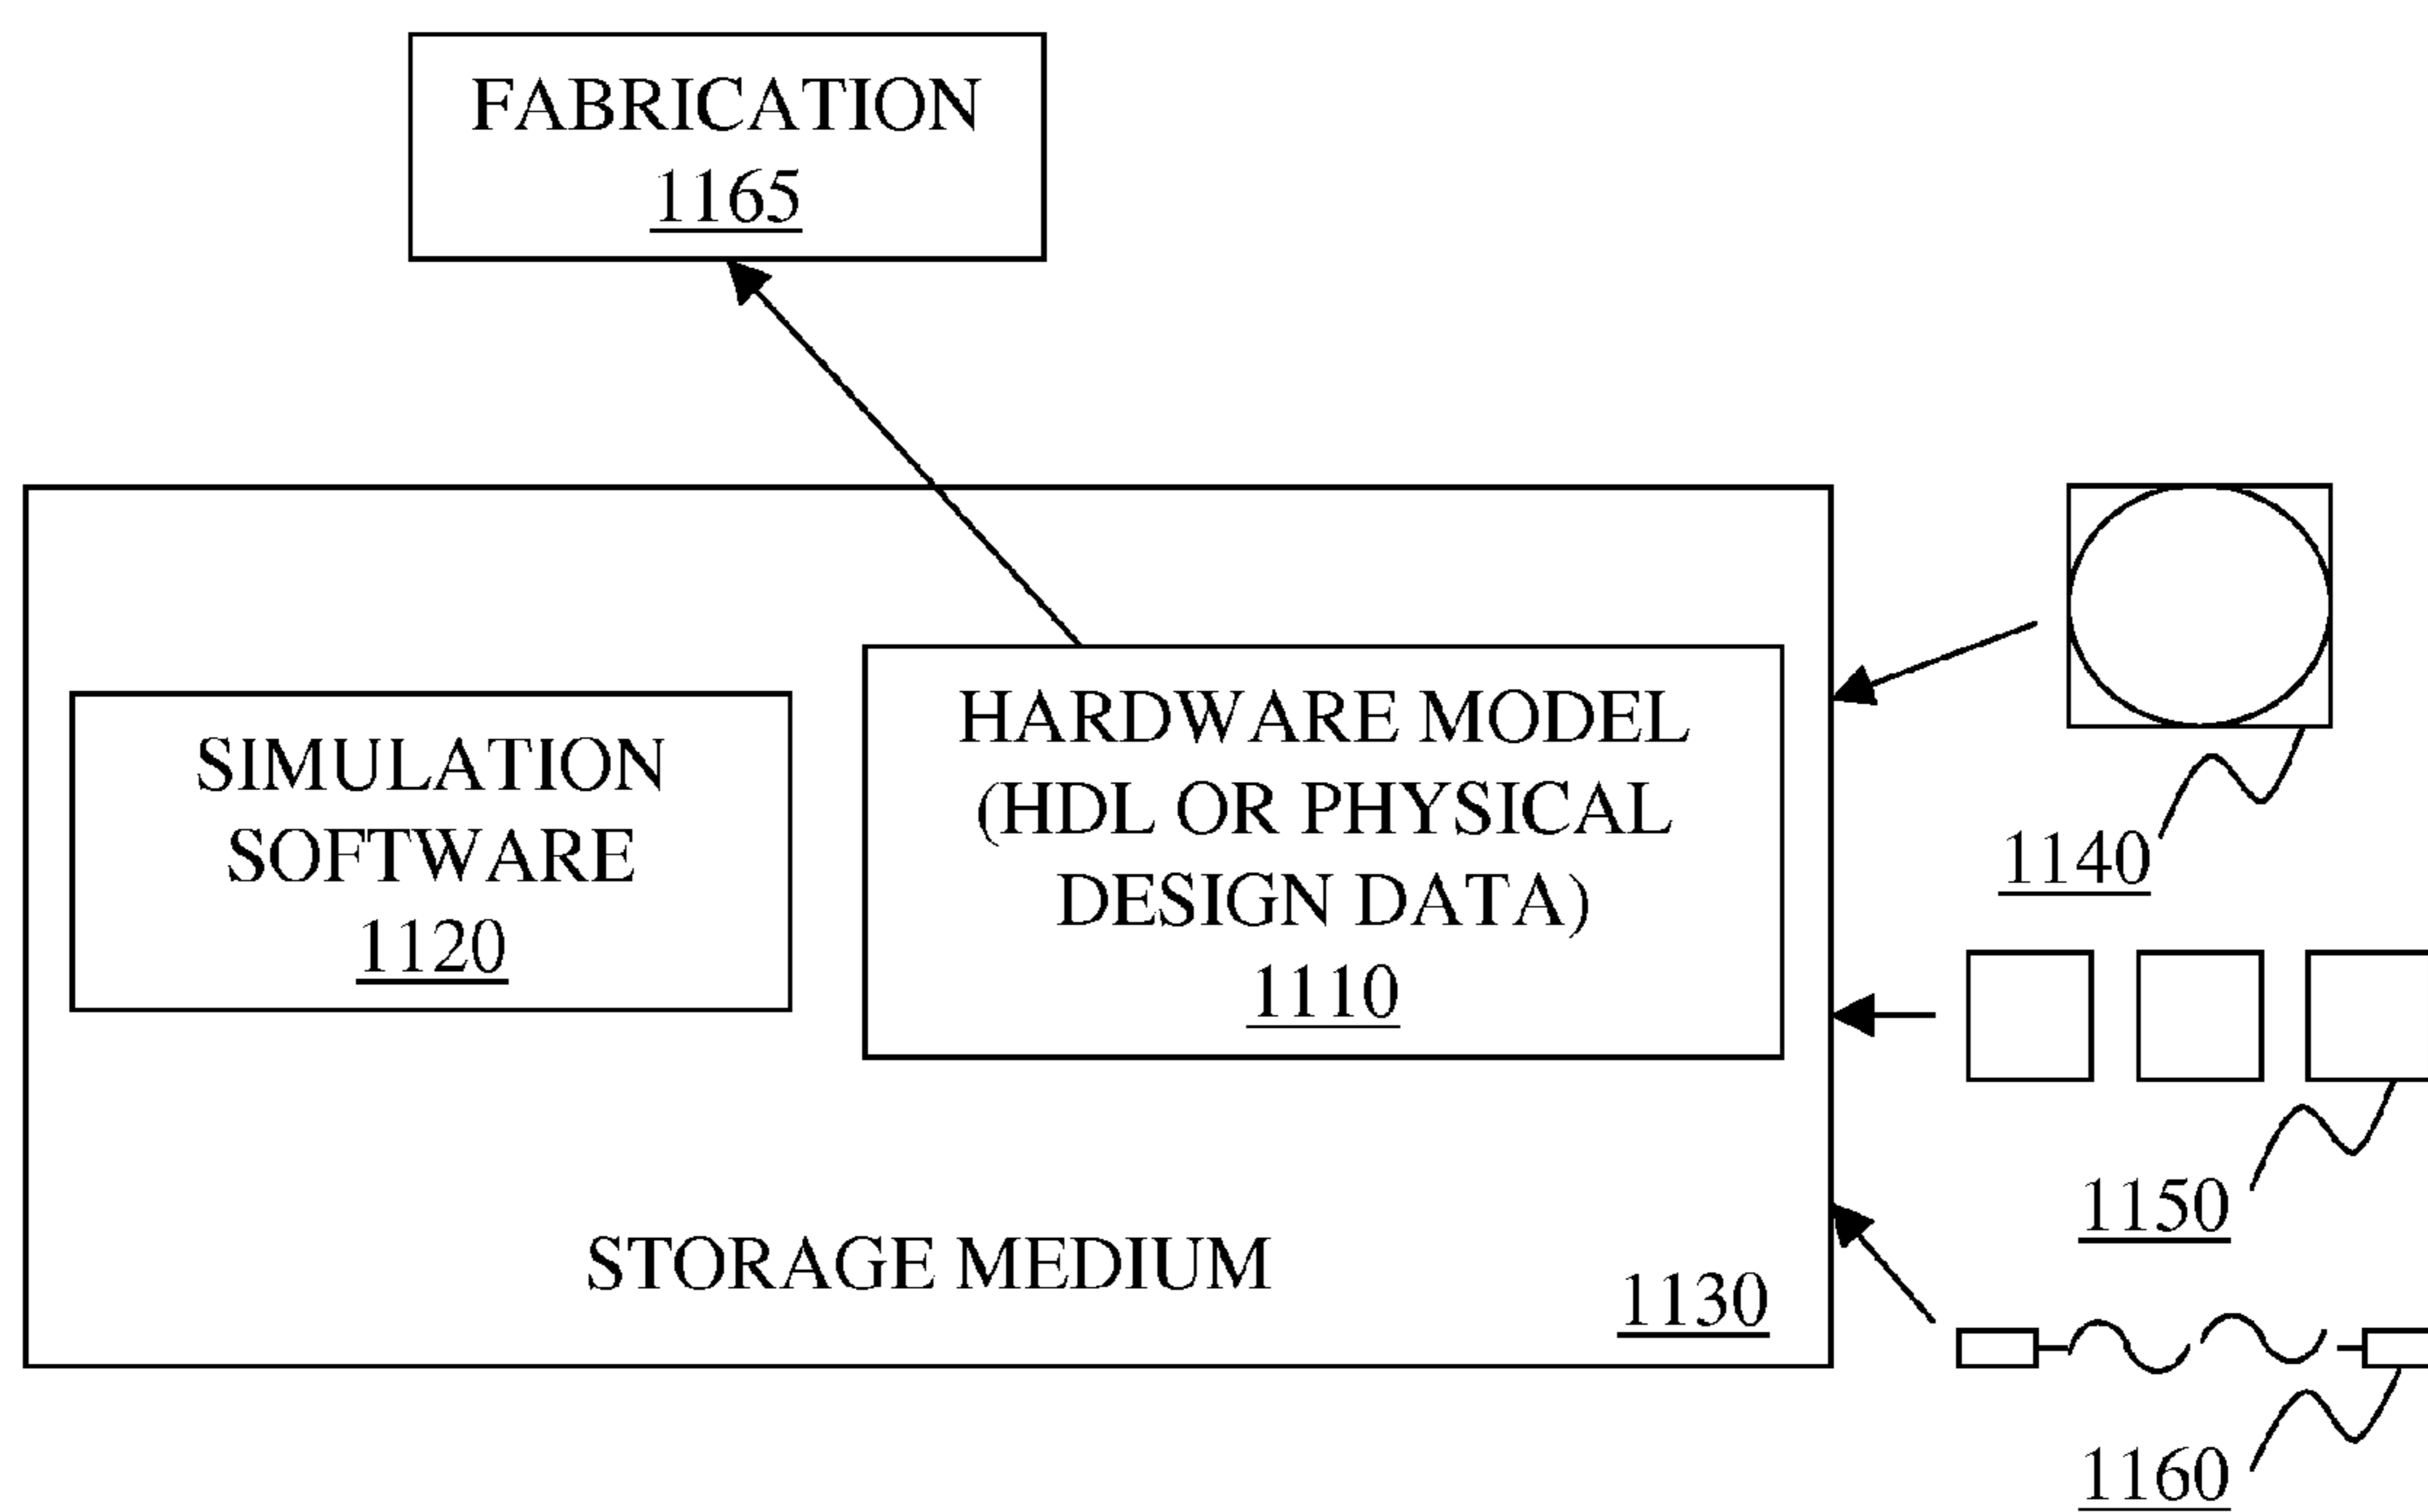 FABRICATION
1165
SIMULATION
SOFTWARE
1120
HARDWARE MODEL
(HDL OR PHYSICAL
DESIGN DATA)
1110
STORAGE MEDIUM
1130
1140
1150
1160